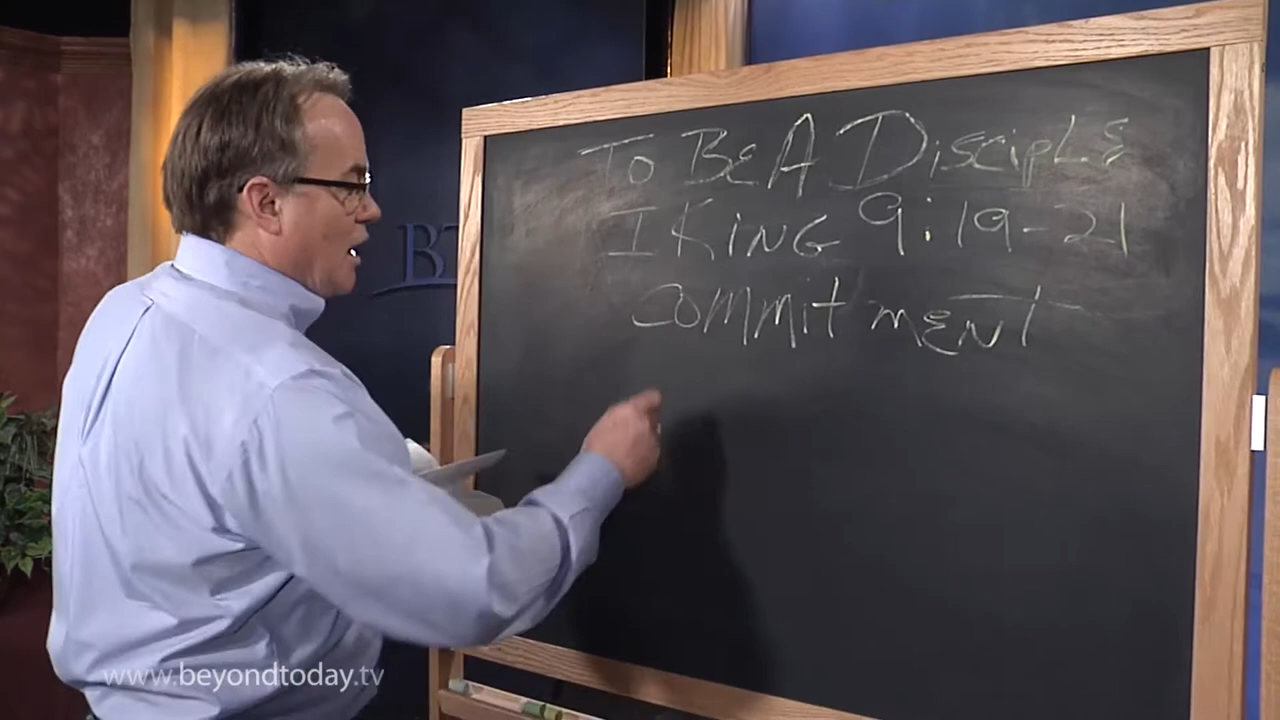 To Be A Disciple
I King 9:19-21
commitment
BT
www.beyondtoday.tv